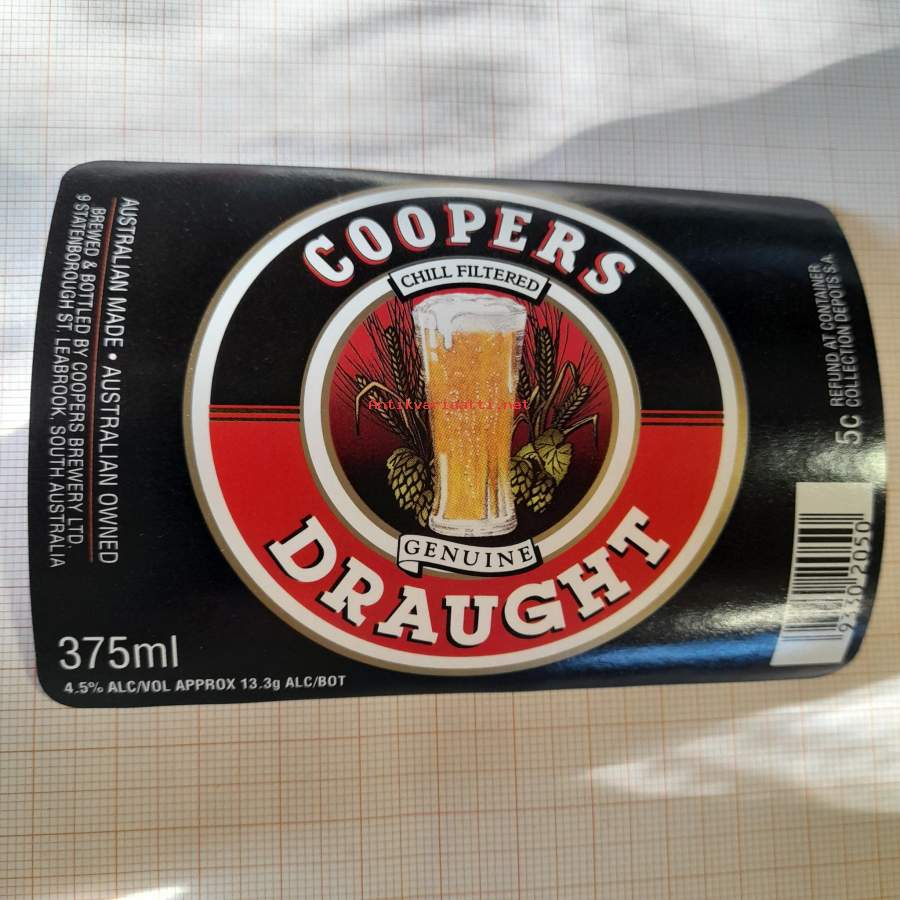 COOPERS
CHILL FILTERED
GENUINE
DRAUGHT
AUSTRALIAN MADE • AUSTRALIAN OWNED
BREWED & BOTTLED BY COOPERS BREWERY LTD.
9 STATENBOROUGH ST. LEABROOK. SOUTH AUSTRALIA
375ml
4.5% ALC/VOL APPROX 13.3g ALC/BOT
5c REFUND AT CONTAINER
COLLECTION DEPOTS S.A.
9330 2050
Antikvariaatti.net